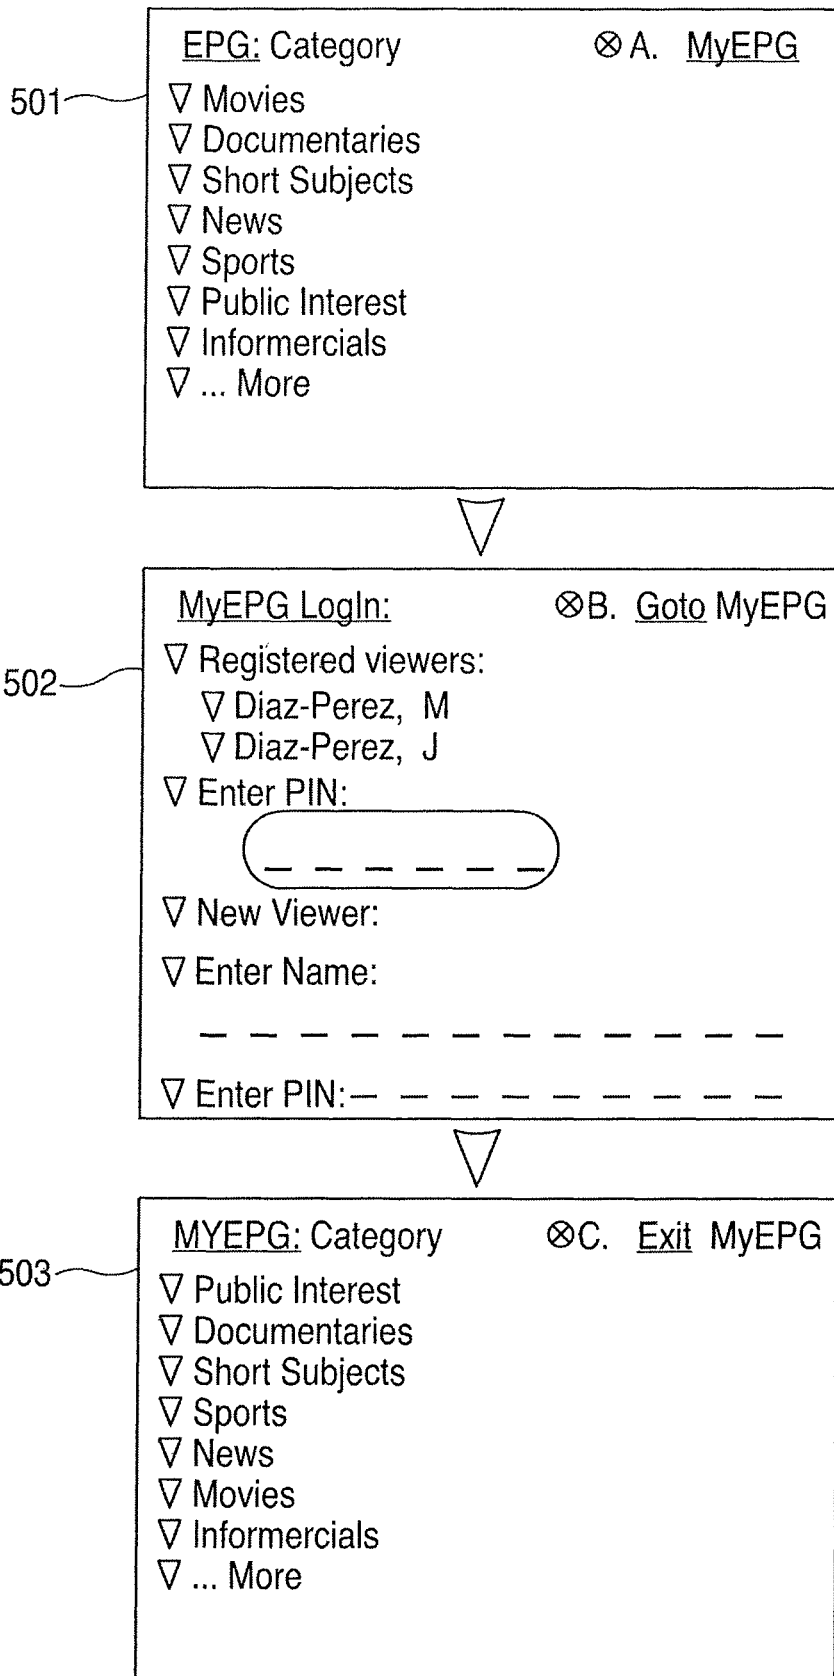 EPG: Category ⊗ A. MyEPG
501
▽ Movies
▽ Documentaries
▽ Short Subjects
▽ News
▽ Sports
▽ Public Interest
▽ Informercials
▽ ... More
MyEPG LogIn: ⊗B. Goto MyEPG
502
▽ Registered viewers:
▽ Diaz-Perez, M
▽ Diaz-Perez, J
▽ Enter PIN:
_ _ _ _ _ _
▽ New Viewer:
▽ Enter Name:
_ _ _ _ _ _ _ _ _ _ _ _
▽ Enter PIN:_ _ _ _ _ _ _ _ _
MYEPG: Category ⊗C. Exit MyEPG
503
▽ Public Interest
▽ Documentaries
▽ Short Subjects
▽ Sports
▽ News
▽ Movies
▽ Informercials
▽ ... More